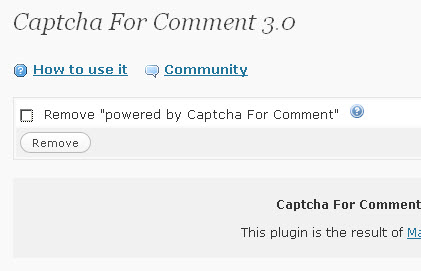 Captcha For Comment 3.0
How to use it Community
Remove "powered by Captcha For Comment"
Remove
Captcha For Comment
This plugin is the result of Ma